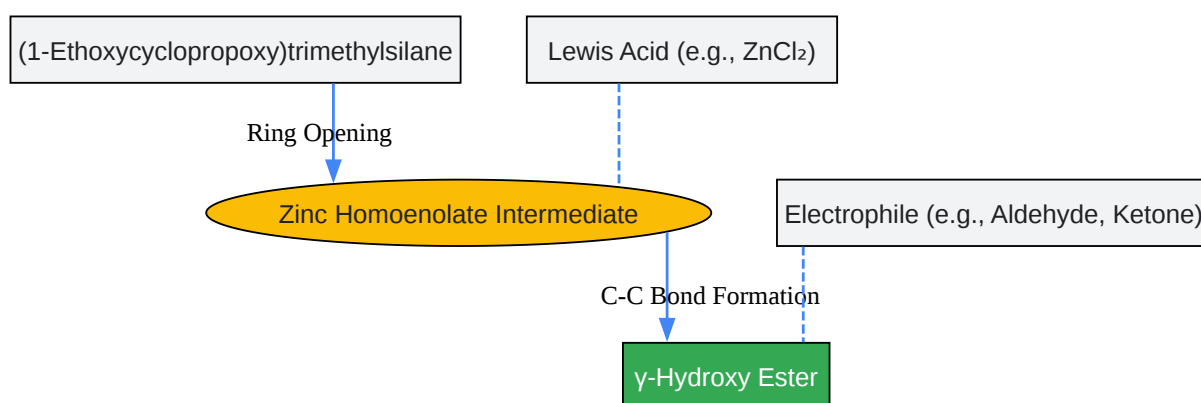 (1-Ethoxycyclopropoxy)trimethylsilane
Lewis Acid (e.g., ZnCl₂)
Ring Opening
Zinc Homoenolate Intermediate
Electrophile (e.g., Aldehyde, Ketone)
C-C Bond Formation
γ-Hydroxy Ester